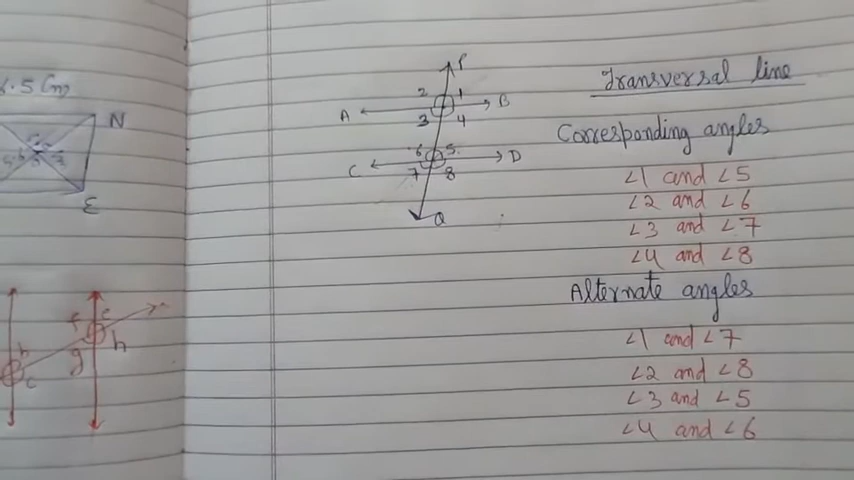 .5 Cm
N
E
f e
g h
b
c
P
2 1
A B
3 4
6 5
C D
7 8
Q
Transversal line
Corresponding angles
∠1 and ∠5
∠2 and ∠6
∠3 and ∠7
∠4 and ∠8
Alternate angles
∠1 and ∠7
∠2 and ∠8
∠3 and ∠5
∠4 and ∠6